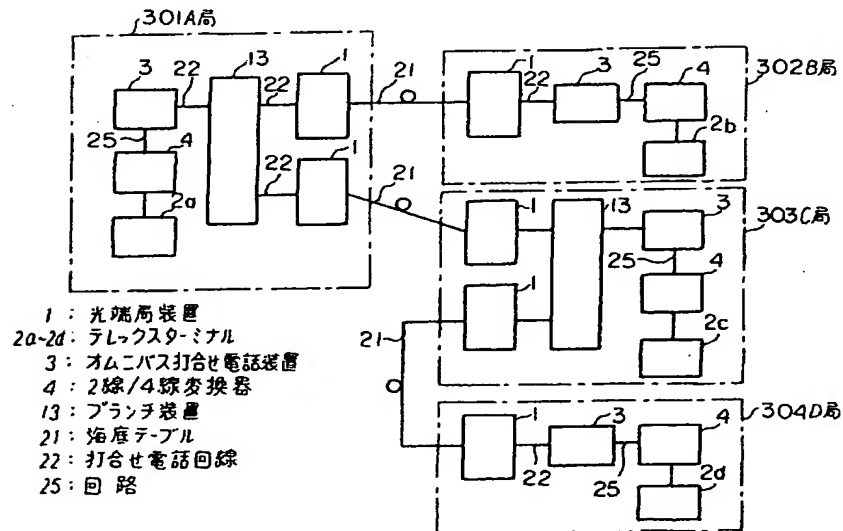 301A局
3
22
13
22
1
25
4
2a
22
1
21
21
1
22
3
25
4
2b
302B局
1
13
3
25
4
1
2c
303C局
21
1
22
3
25
4
2d
304D局
1 : 光端局装置
2a~2d: テレックスターミナル
3 : オムニバス打合せ電話装置
4 : 2線/4線変換器
13 : ブランチ装置
21 : 海底テーブル
22 : 打合せ電話回線
25 : 回路